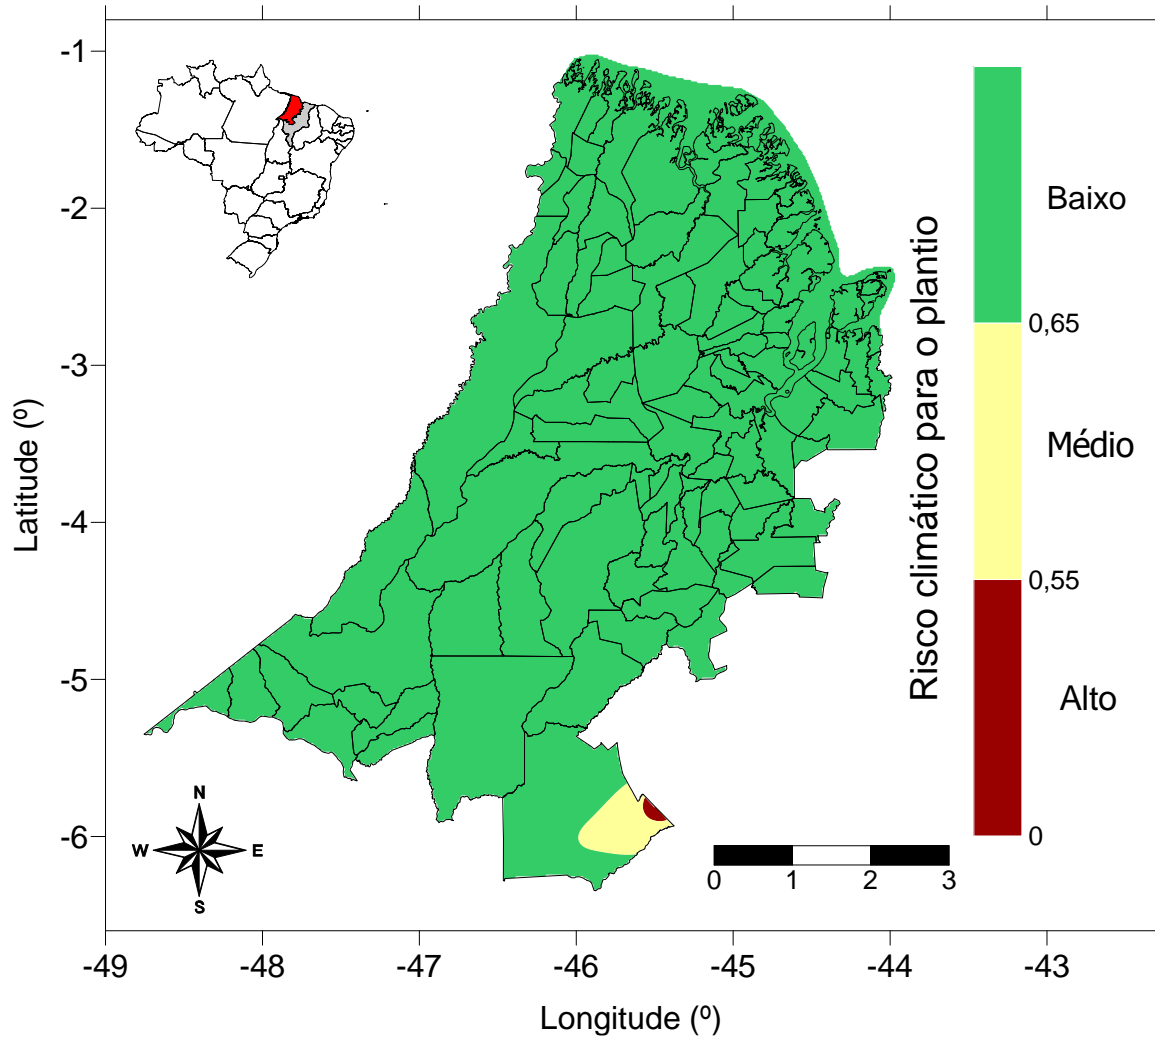 -1
-2
-3
-4
-5
-6
Latitude (º)
-49
-48
-47
-46
-45
-44
-43
Longitude (º)
N
W
E
S
0
1
2
3
Risco climático para o plantio
Baixo
0,65
Médio
0,55
Alto
0